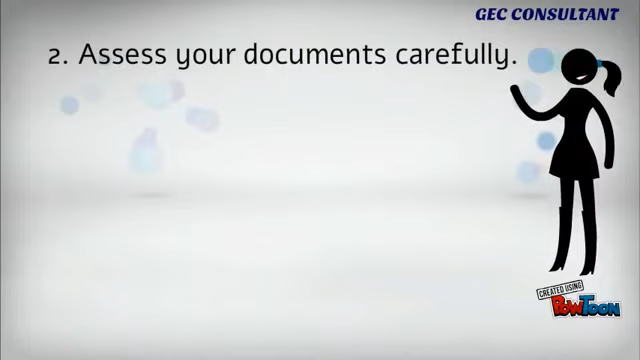 GEC CONSULTANT
2. Assess your documents carefully.
CREATED USING
PowToon